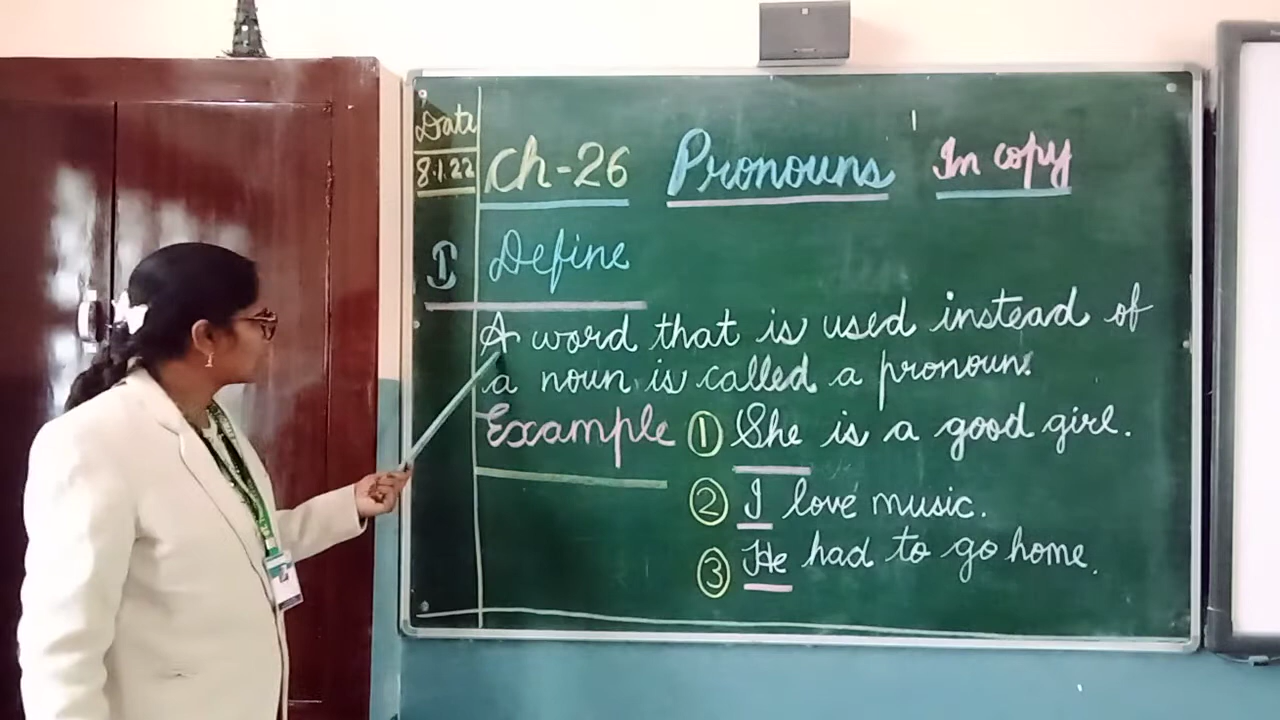 Date
8.1.22
Ch-26 Pronouns In copy
I Define
A word that is used instead of
a noun is called a pronoun.
Example ① She is a good girl.
② I love music.
③ He had to go home.